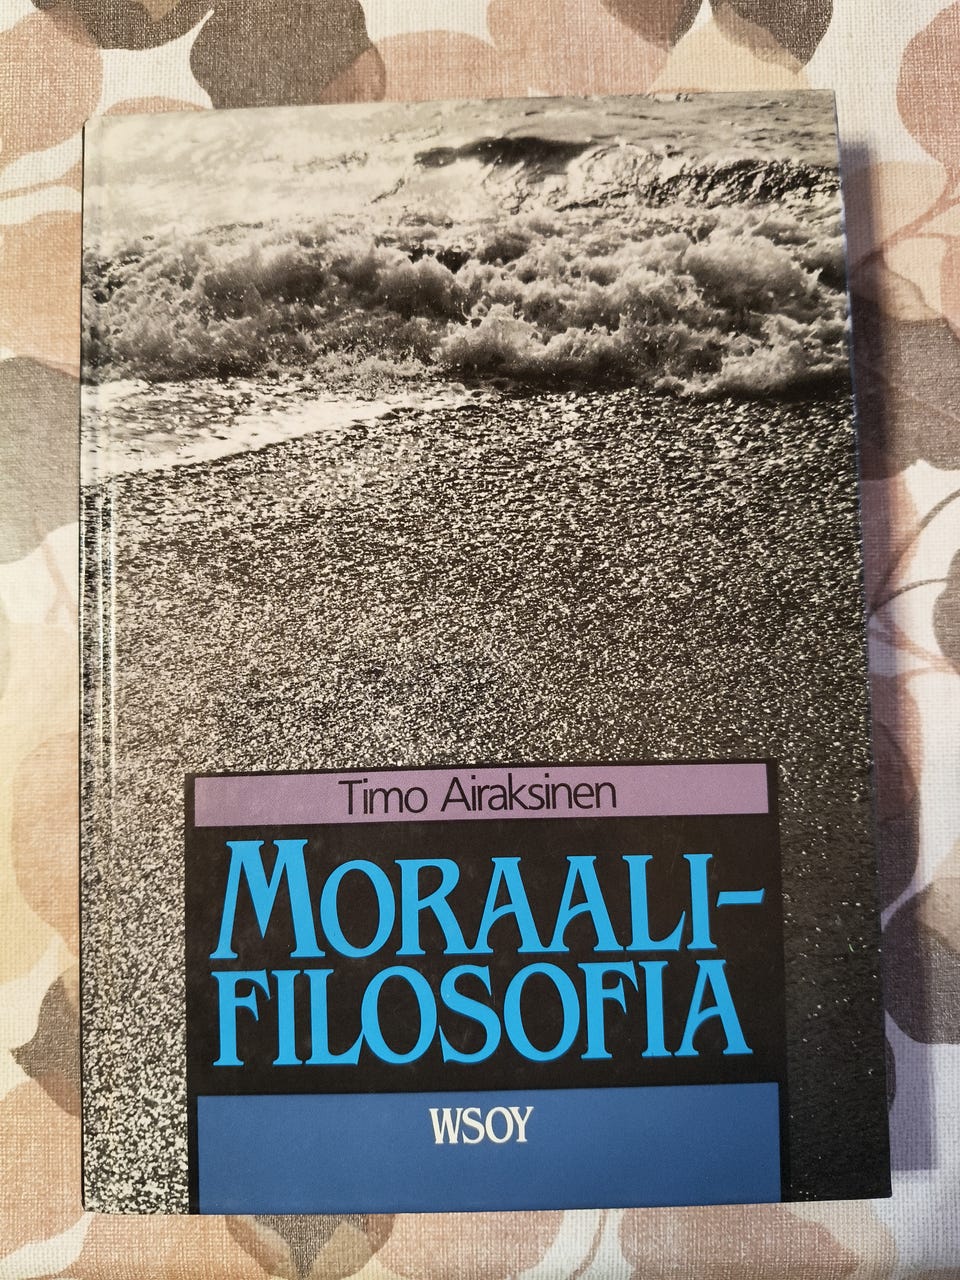 Timo Airaksinen
MORAALI-
FILOSOFIA
WSOY